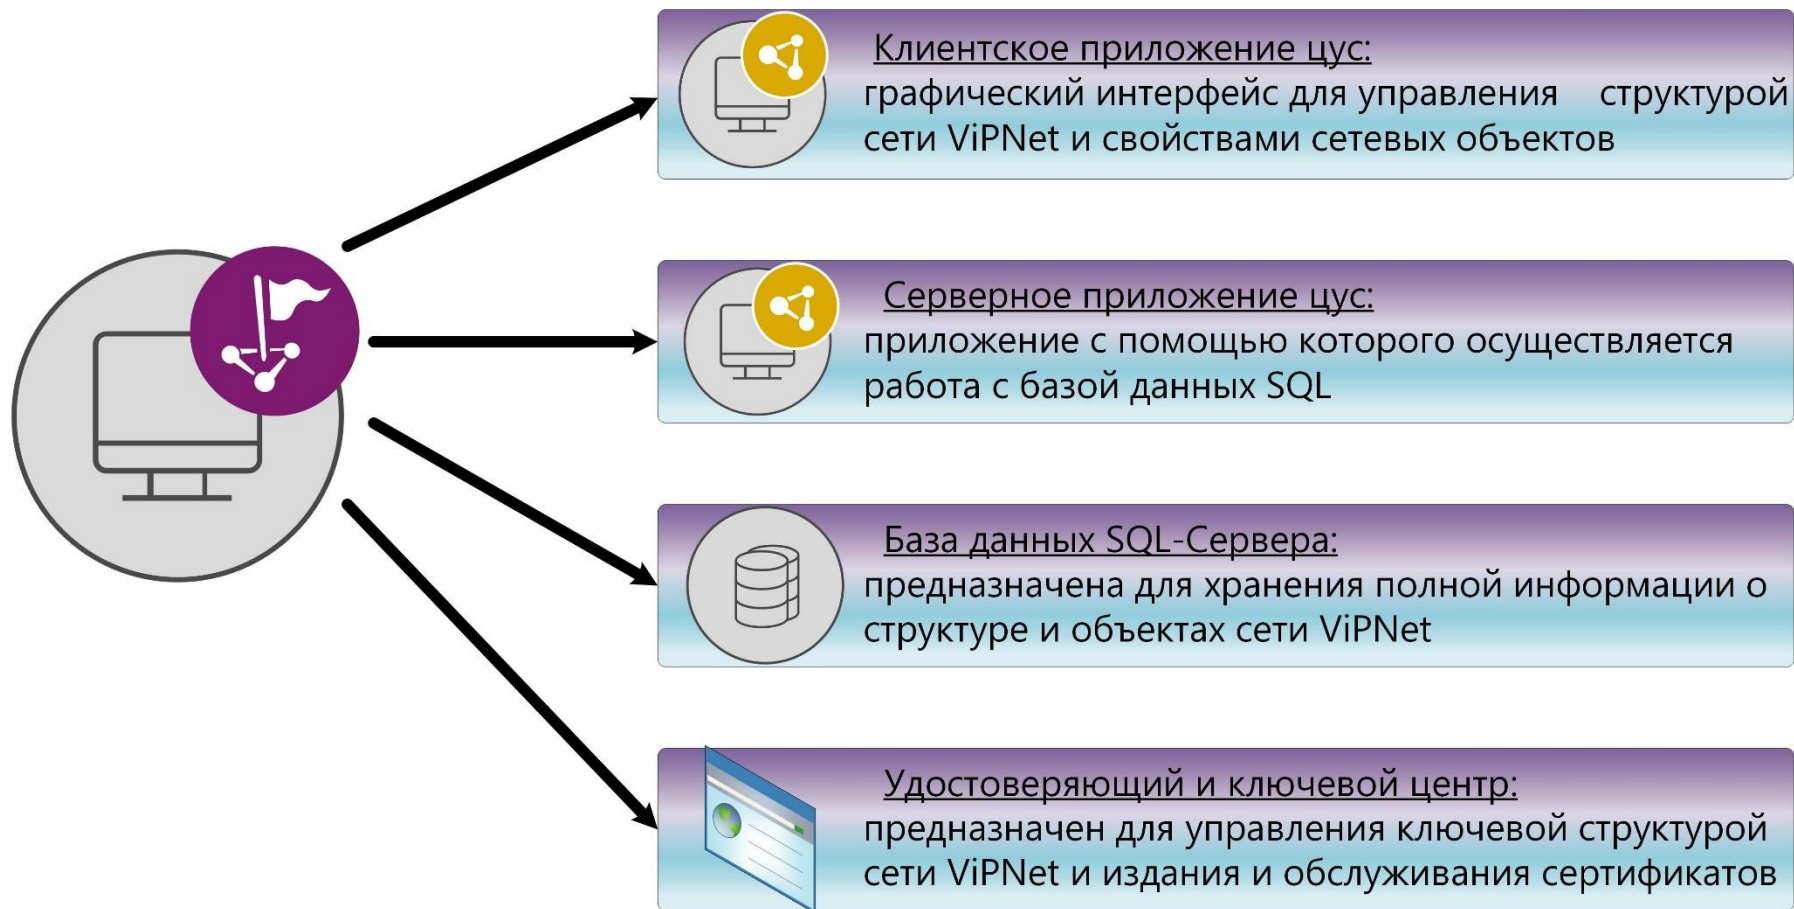 Клиентское приложение цус:
графический интерфейс для управления структурой
сети ViPNet и свойствами сетевых объектов
Серверное приложение цус:
приложение с помощью которого осуществляется
работа с базой данных SQL
База данных SQL-Сервера:
предназначена для хранения полной информации о
структуре и объектах сети ViPNet
Удостоверяющий и ключевой центр:
предназначен для управления ключевой структурой
сети ViPNet и издания и обслуживания сертификатов